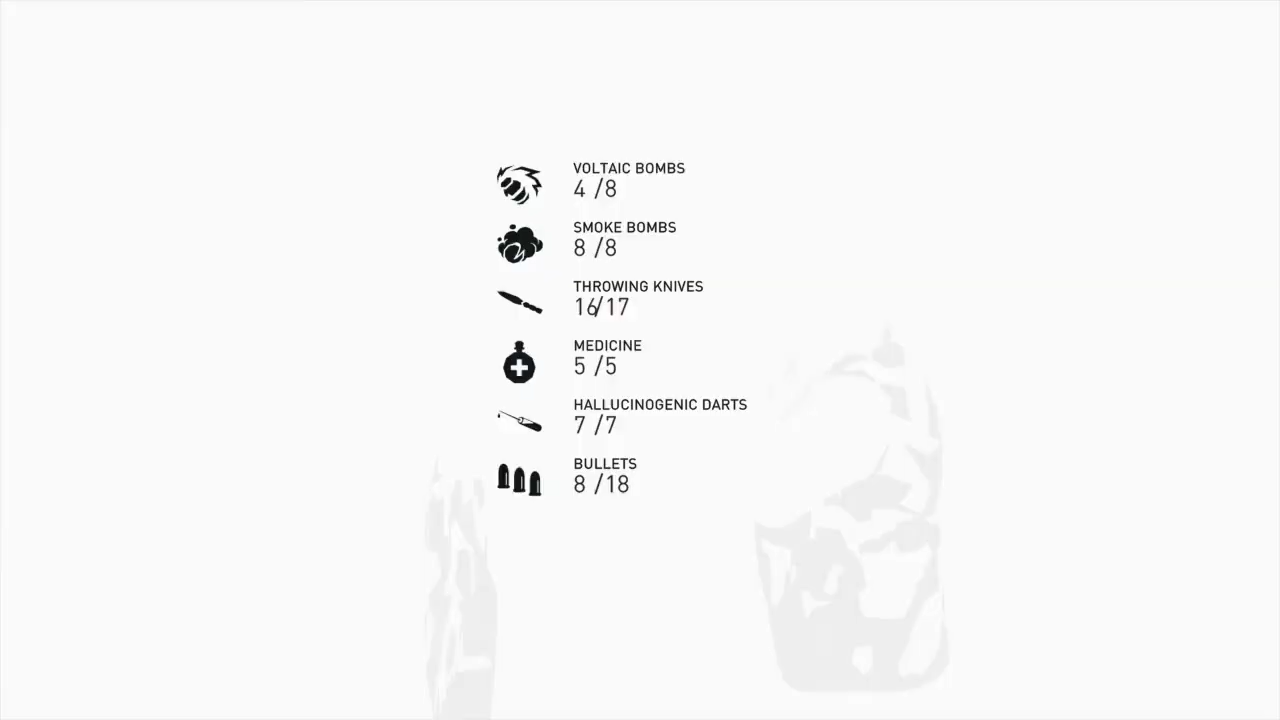 VOLTAIC BOMBS
4 /8
SMOKE BOMBS
8 /8
THROWING KNIVES
16/17
MEDICINE
5 /5
HALLUCINOGENIC DARTS
7 /7
BULLETS
8 /18